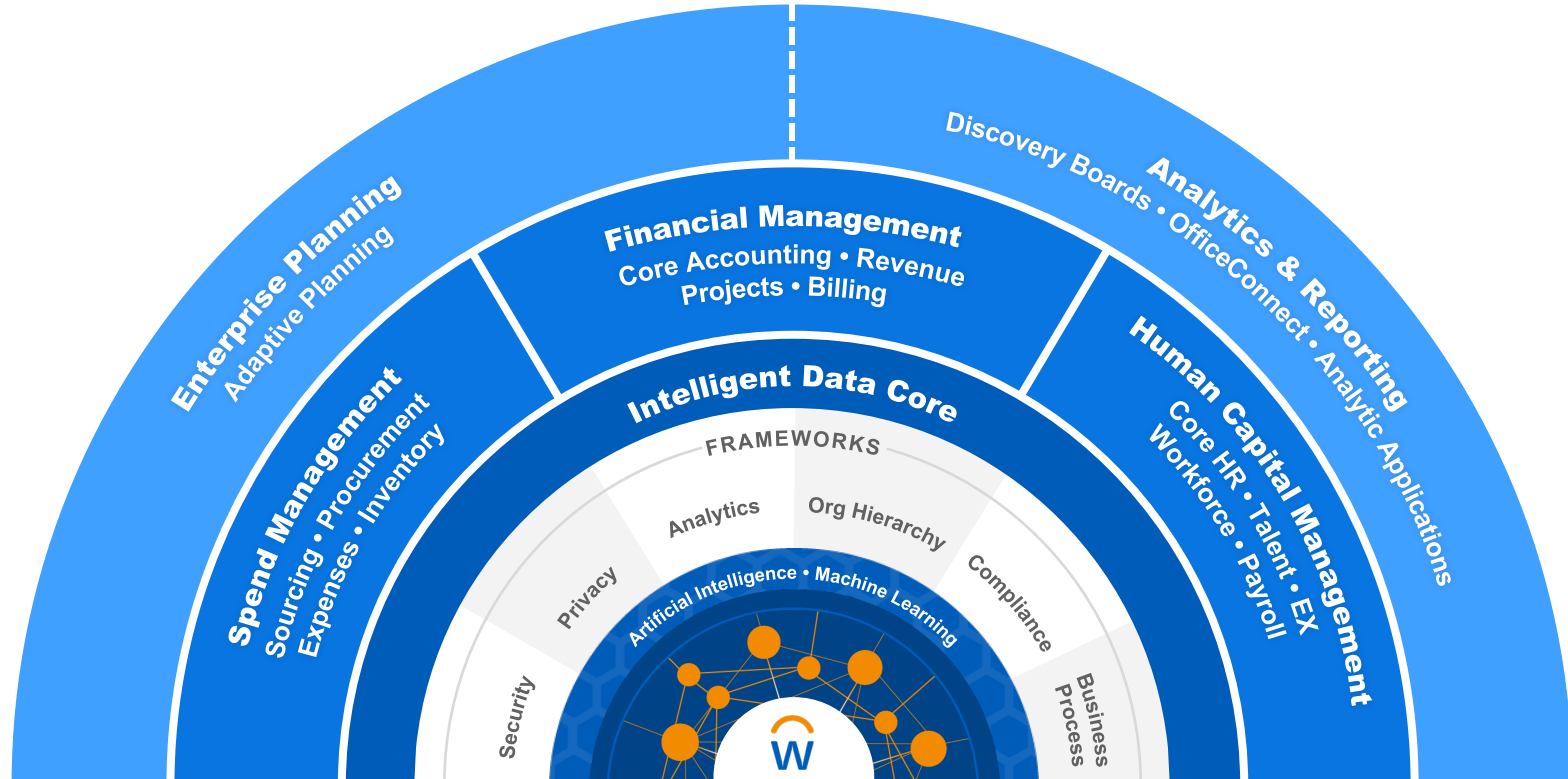 Enterprise Planning
Adaptive Planning
Analytics & Reporting
Discovery Boards • OfficeConnect • Analytic Applications
Spend Management
Sourcing • Procurement
Expenses • Inventory
Financial Management
Core Accounting • Revenue
Projects • Billing
Human Capital Management
Core HR • Talent • EX
Workforce • Payroll
Intelligent Data Core
FRAMEWORKS
Security
Privacy
Analytics
Org Hierarchy
Compliance
Business
Process
Artificial Intelligence • Machine Learning
W